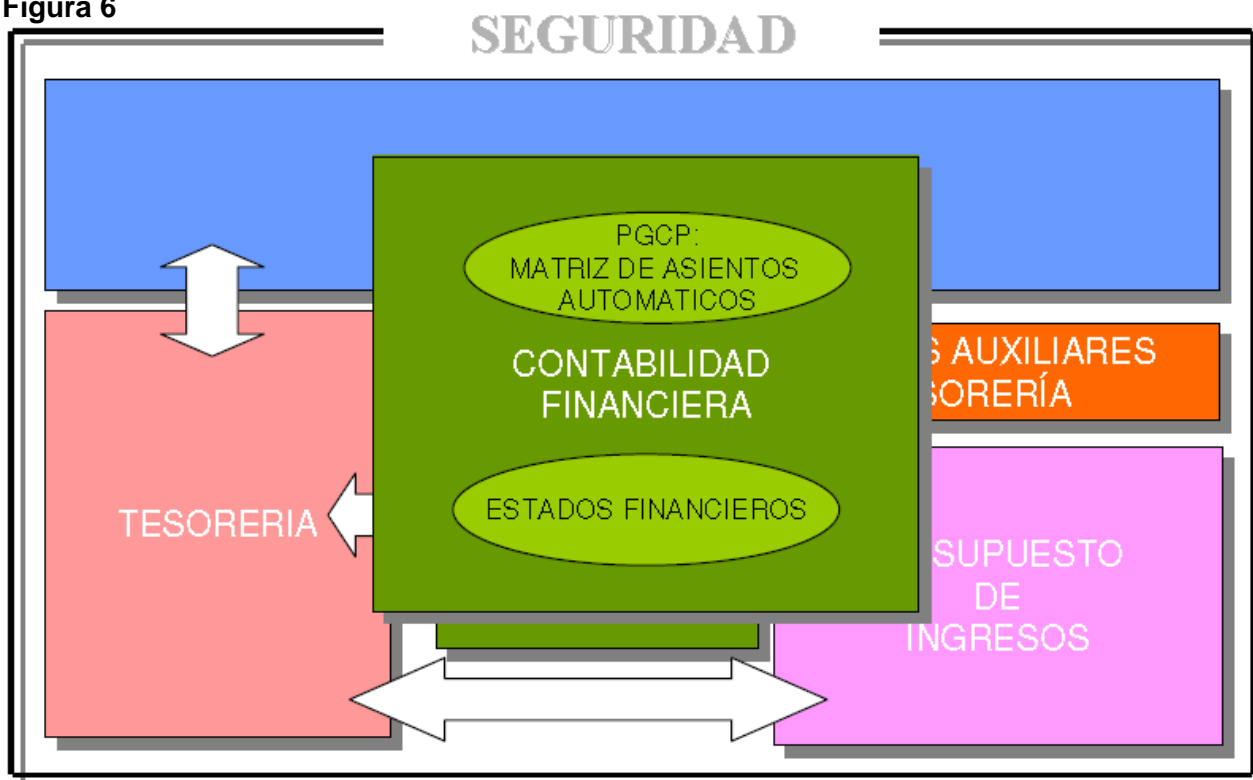 Figura 6
SEGURIDAD
PGCP:
MATRIZ DE ASIENTOS
AUTOMATICOS
CONTABILIDAD
FINANCIERA
S AUXILIARES
SORERÍA
TESORERIA
ESTADOS FINANCIEROS
SUPUESTO
DE
INGRESOS